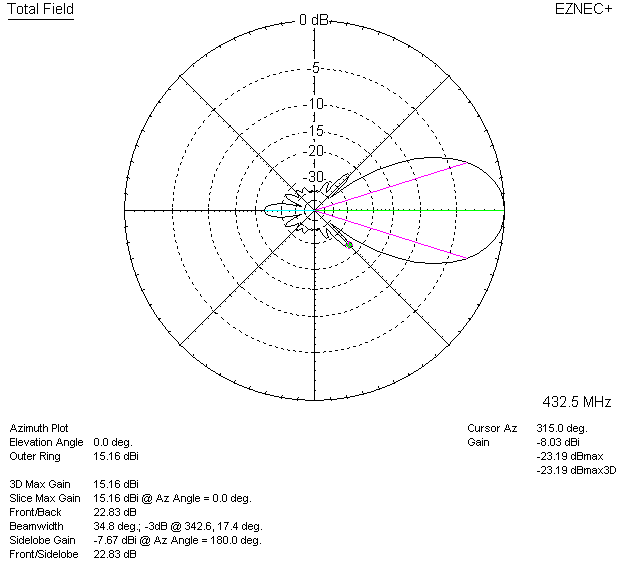 Total Field
EZNEC+
0 dB
-5
-10
-15
-20
-30
432.5 MHz
Azimuth Plot
Elevation Angle 0.0 deg.
Outer Ring 15.16 dBi
3D Max Gain 15.16 dBi
Slice Max Gain 15.16 dBi @ Az Angle = 0.0 deg.
Front/Back 22.83 dB
Beamwidth 34.8 deg.; -3dB @ 342.6, 17.4 deg.
Sidelobe Gain -7.67 dBi @ Az Angle = 180.0 deg.
Front/Sidelobe 22.83 dB
Cursor Az 315.0 deg.
Gain -8.03 dBi
-23.19 dBmax
-23.19 dBmax3D